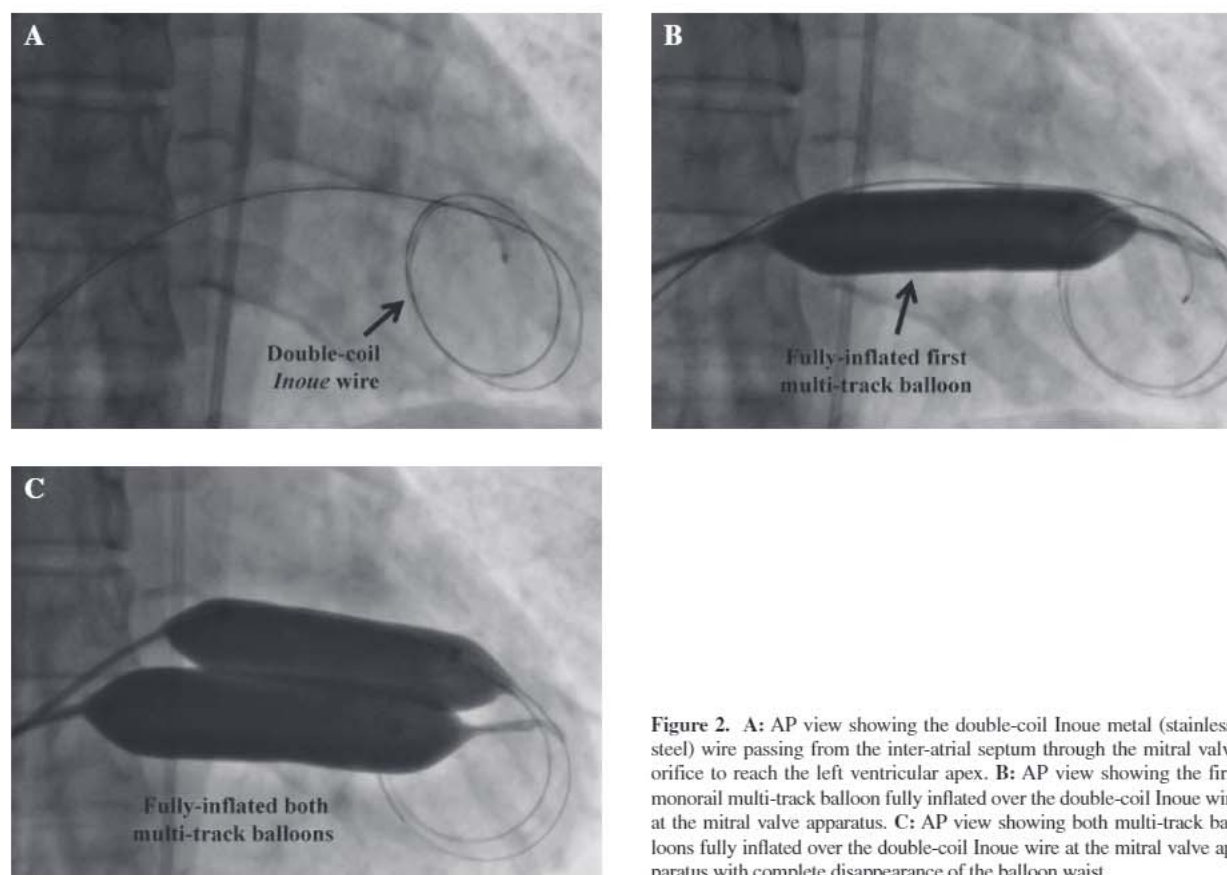 A
Double-coil
Inoue wire
B
Fully-inflated first
multi-track balloon
C
Fully-inflated both
multi-track balloons
Figure 2. A: AP view showing the double-coil Inoue metal (stainless
steel) wire passing from the inter-atrial septum through the mitral valv
orifice to reach the left ventricular apex. B: AP view showing the fir
monorail multi-track balloon fully inflated over the double-coil Inoue wir
at the mitral valve apparatus. C: AP view showing both multi-track bal
loons fully inflated over the double-coil Inoue wire at the mitral valve ap
paratus with complete disappearance of the balloon waist